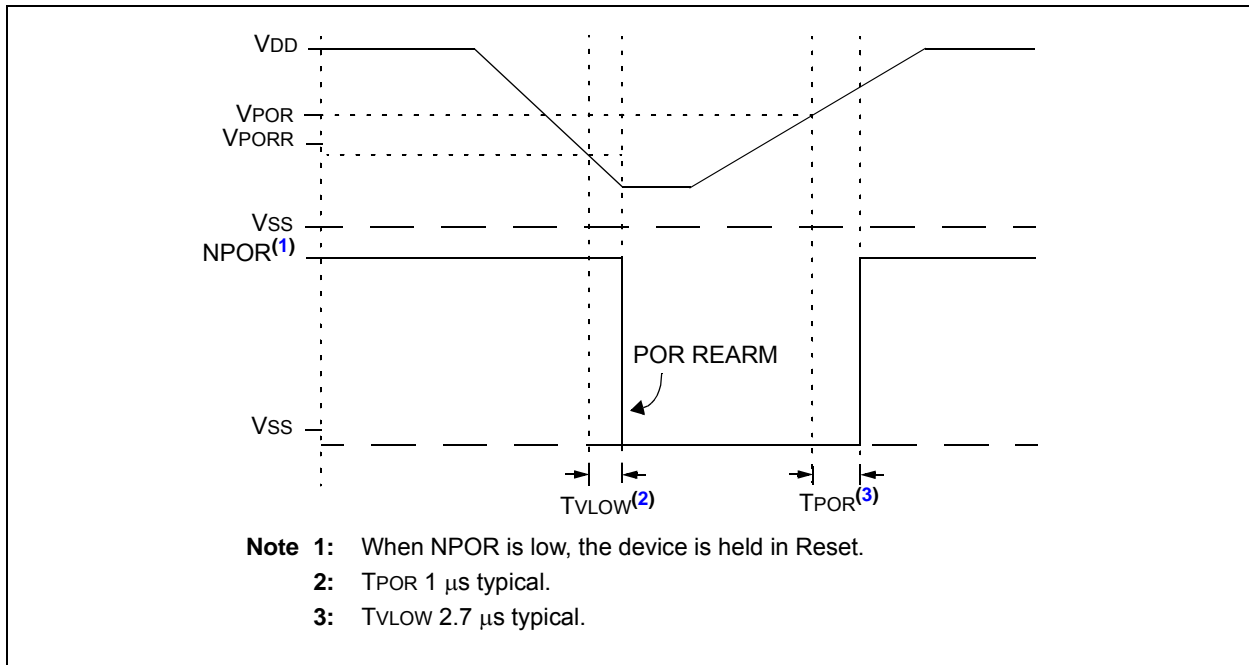 VDD
VPOR
VPORR
VSS
NPOR(1)
POR REARM
VSS
TVLOW(2)
TPOR(3)
Note 1: When NPOR is low, the device is held in Reset.
2: TPOR 1 μs typical.
3: TVLOW 2.7 μs typical.